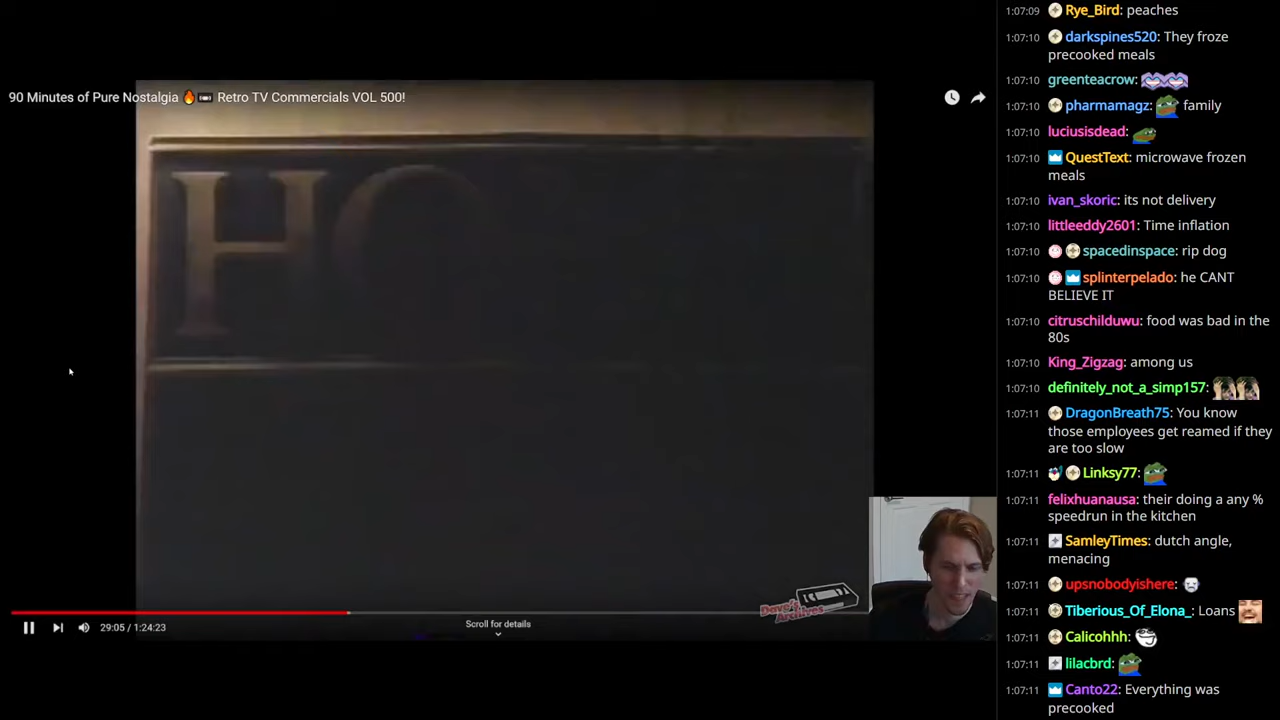 90 Minutes of Pure Nostalgia 🔥📼 Retro TV Commercials VOL 500!
HO
Dave's
Archives
29:05 / 1:24:23
Scroll for details
1:07:09 Rye_Bird: peaches
1:07:10 darkspines520: They froze
precooked meals
1:07:10 greenteacrow:
1:07:10 pharmamagz: family
1:07:10 luciusisdead:
1:07:10 QuestText: microwave frozen
meals
1:07:10 ivan_skoric: its not delivery
1:07:10 littleeddy2601: Time inflation
1:07:10 spacedinspace: rip dog
1:07:10 splinterpelado: he CANT
BELIEVE IT
1:07:10 citruschilduwu: food was bad in the
80s
1:07:10 King_Zigzag: among us
1:07:10 definitely_not_a_simp157:
1:07:11 DragonBreath75: You know
those employees get reamed if they
are too slow
1:07:11 Linksy77:
1:07:11 felixhuanausa: their doing a any %
speedrun in the kitchen
1:07:11 SamleyTimes: dutch angle,
menacing
1:07:11 upsnobodyishere:
1:07:11 Tiberious_Of_Elona_: Loans
1:07:11 Calicohhh:
1:07:11 lilacbrd:
1:07:11 Canto22: Everything was
precooked